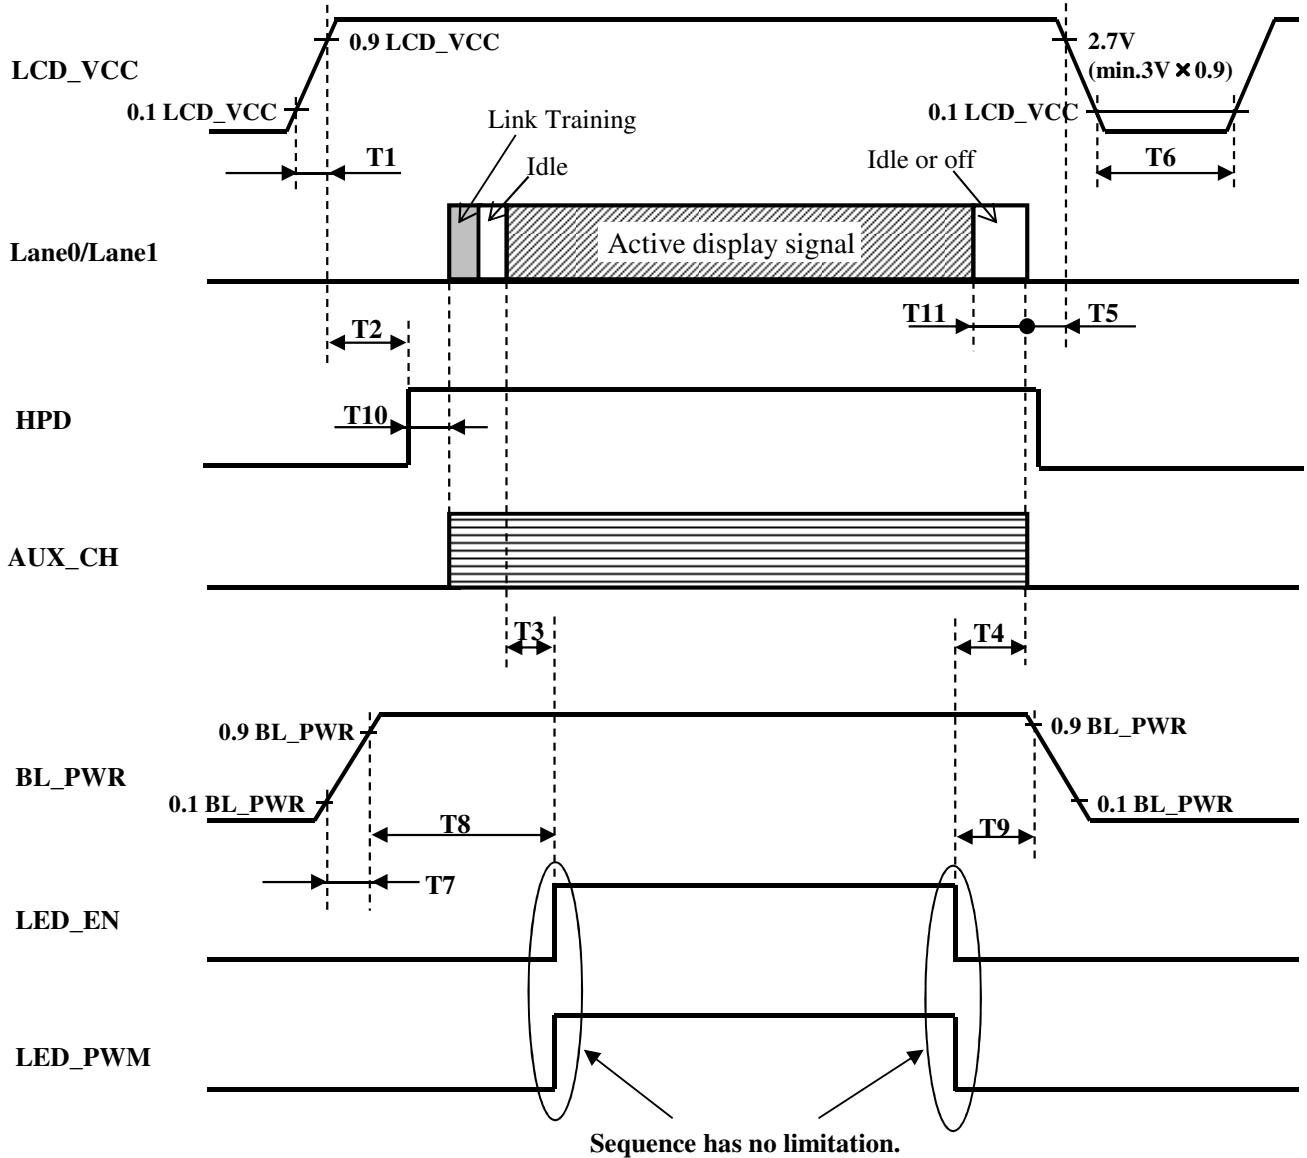 0.9 LCD_VCC
2.7V
LCD_VCC
(min.3V × 0.9)
0.1 LCD_VCC
0.1 LCD_VCC
Link Training
T1
Idle
Idle or off
T6
Lane0/Lane1
Active display signal
T11
T5
T2
HPD
T10
AUX_CH
T3
T4
0.9 BL_PWR
0.9 BL_PWR
BL_PWR
0.1 BL_PWR
0.1 BL_PWR
T8
T9
T7
LED_EN
LED_PWM
Sequence has no limitation.